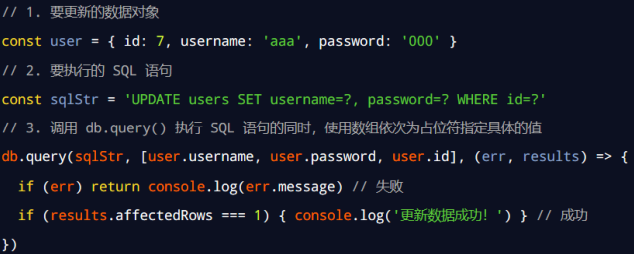 // 1. 要更新的数据对象
const user = { id: 7, username: 'aaa', password: '000' }
// 2. 要执行的 SQL 语句
const sqlStr = 'UPDATE users SET username=?, password=? WHERE id=?'
// 3. 调用 db.query() 执行 SQL 语句的同时，使用数组依次为占位符指定具体的值
db.query(sqlStr, [user.username, user.password, user.id], (err, results) => {
  if (err) return console.log(err.message) // 失败
  if (results.affectedRows === 1) { console.log('更新数据成功！') } // 成功
})